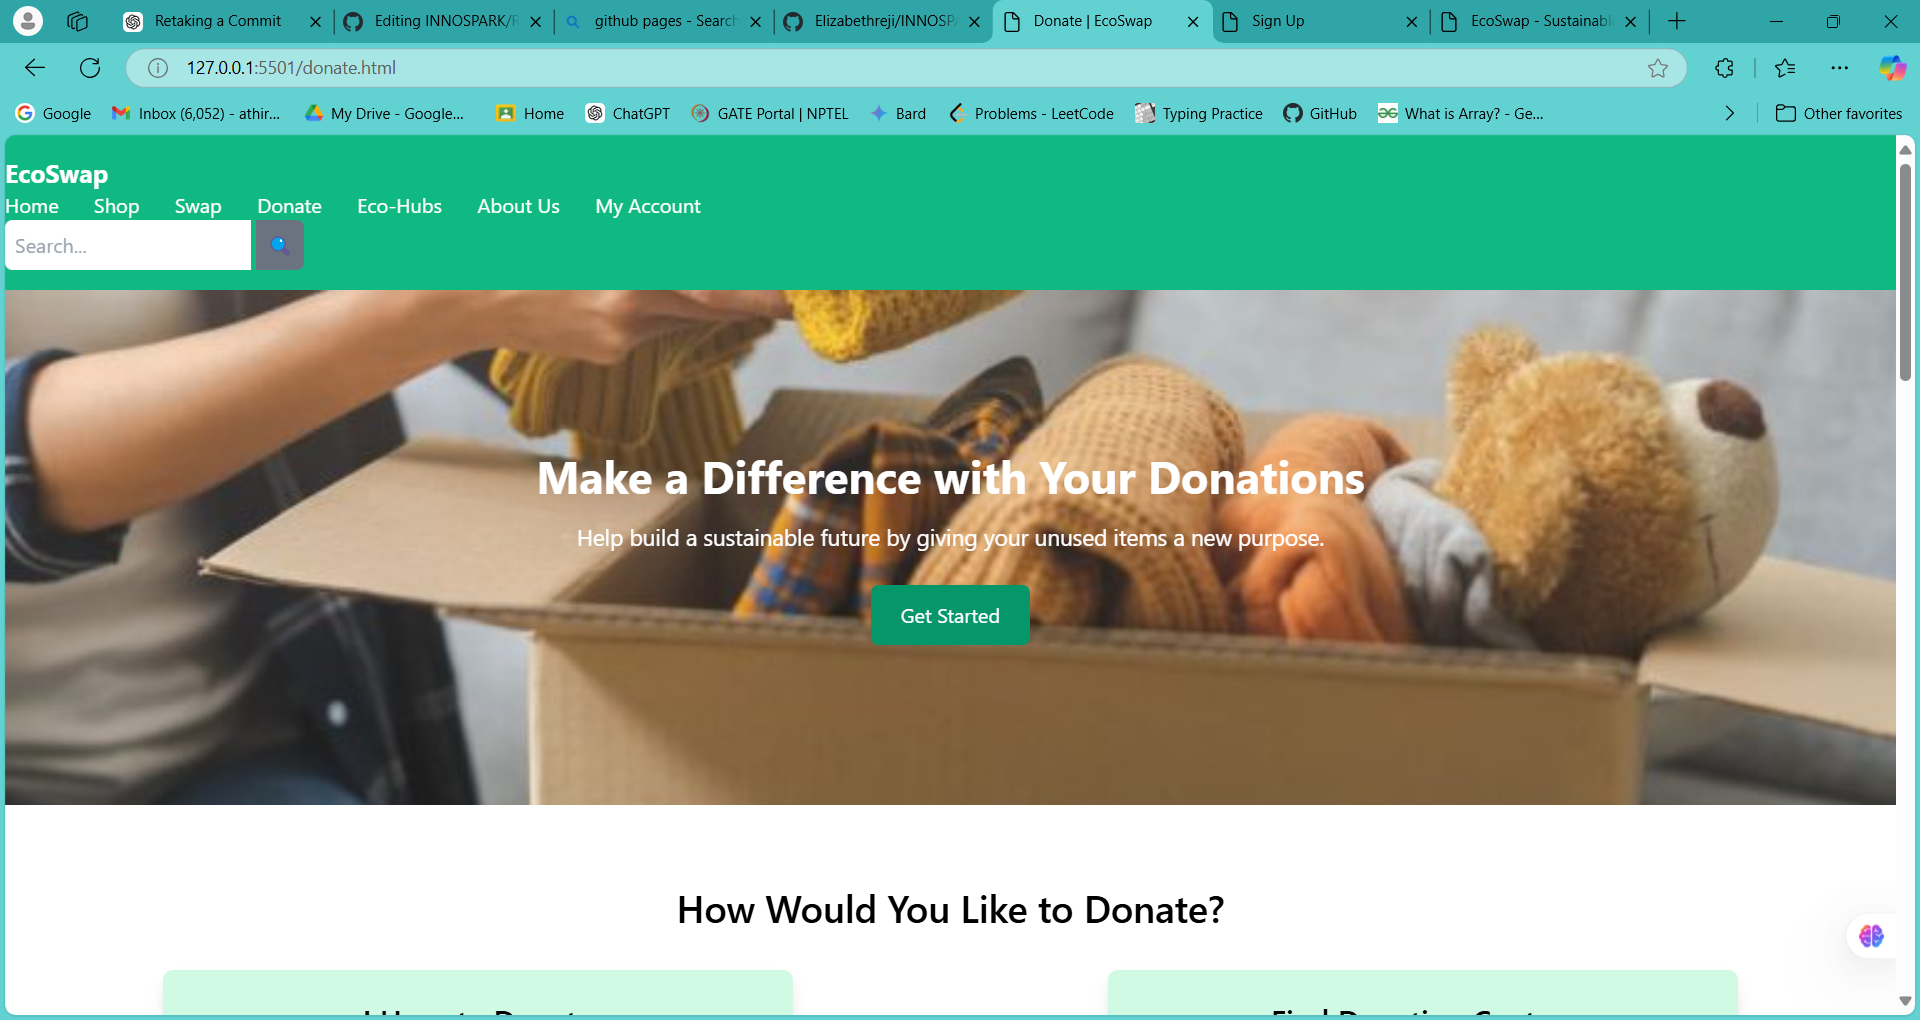 Retaking a Commit
Editing INNOSPARK/R
github pages - Search
Elizabethreji/INNOSPA
Donate | EcoSwap
Sign Up
EcoSwap - Sustainabl
127.0.0.1:5501/donate.html
Google
Inbox (6,052) - athir...
My Drive - Google...
Home
ChatGPT
GATE Portal | NPTEL
Bard
Problems - LeetCode
Typing Practice
GitHub
What is Array? - Ge...
Other favorites
EcoSwap
Home Shop Swap Donate Eco-Hubs About Us My Account
Search...
Make a Difference with Your Donations
Help build a sustainable future by giving your unused items a new purpose.
Get Started
How Would You Like to Donate?